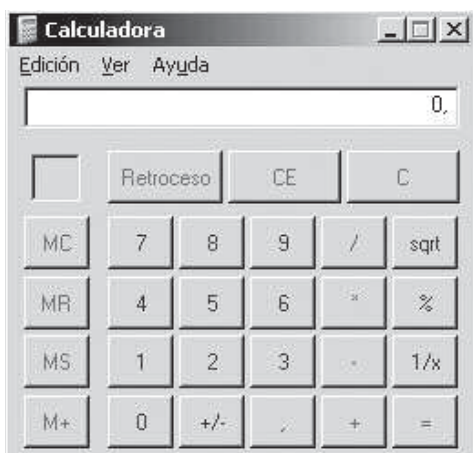 Calculadora
Edición Ver Ayuda
0,
Retroceso CE C
MC 7 8 9 / sqrt
MR 4 5 6 * %
MS 1 2 3 - 1/x
M+ 0 +/- , + =